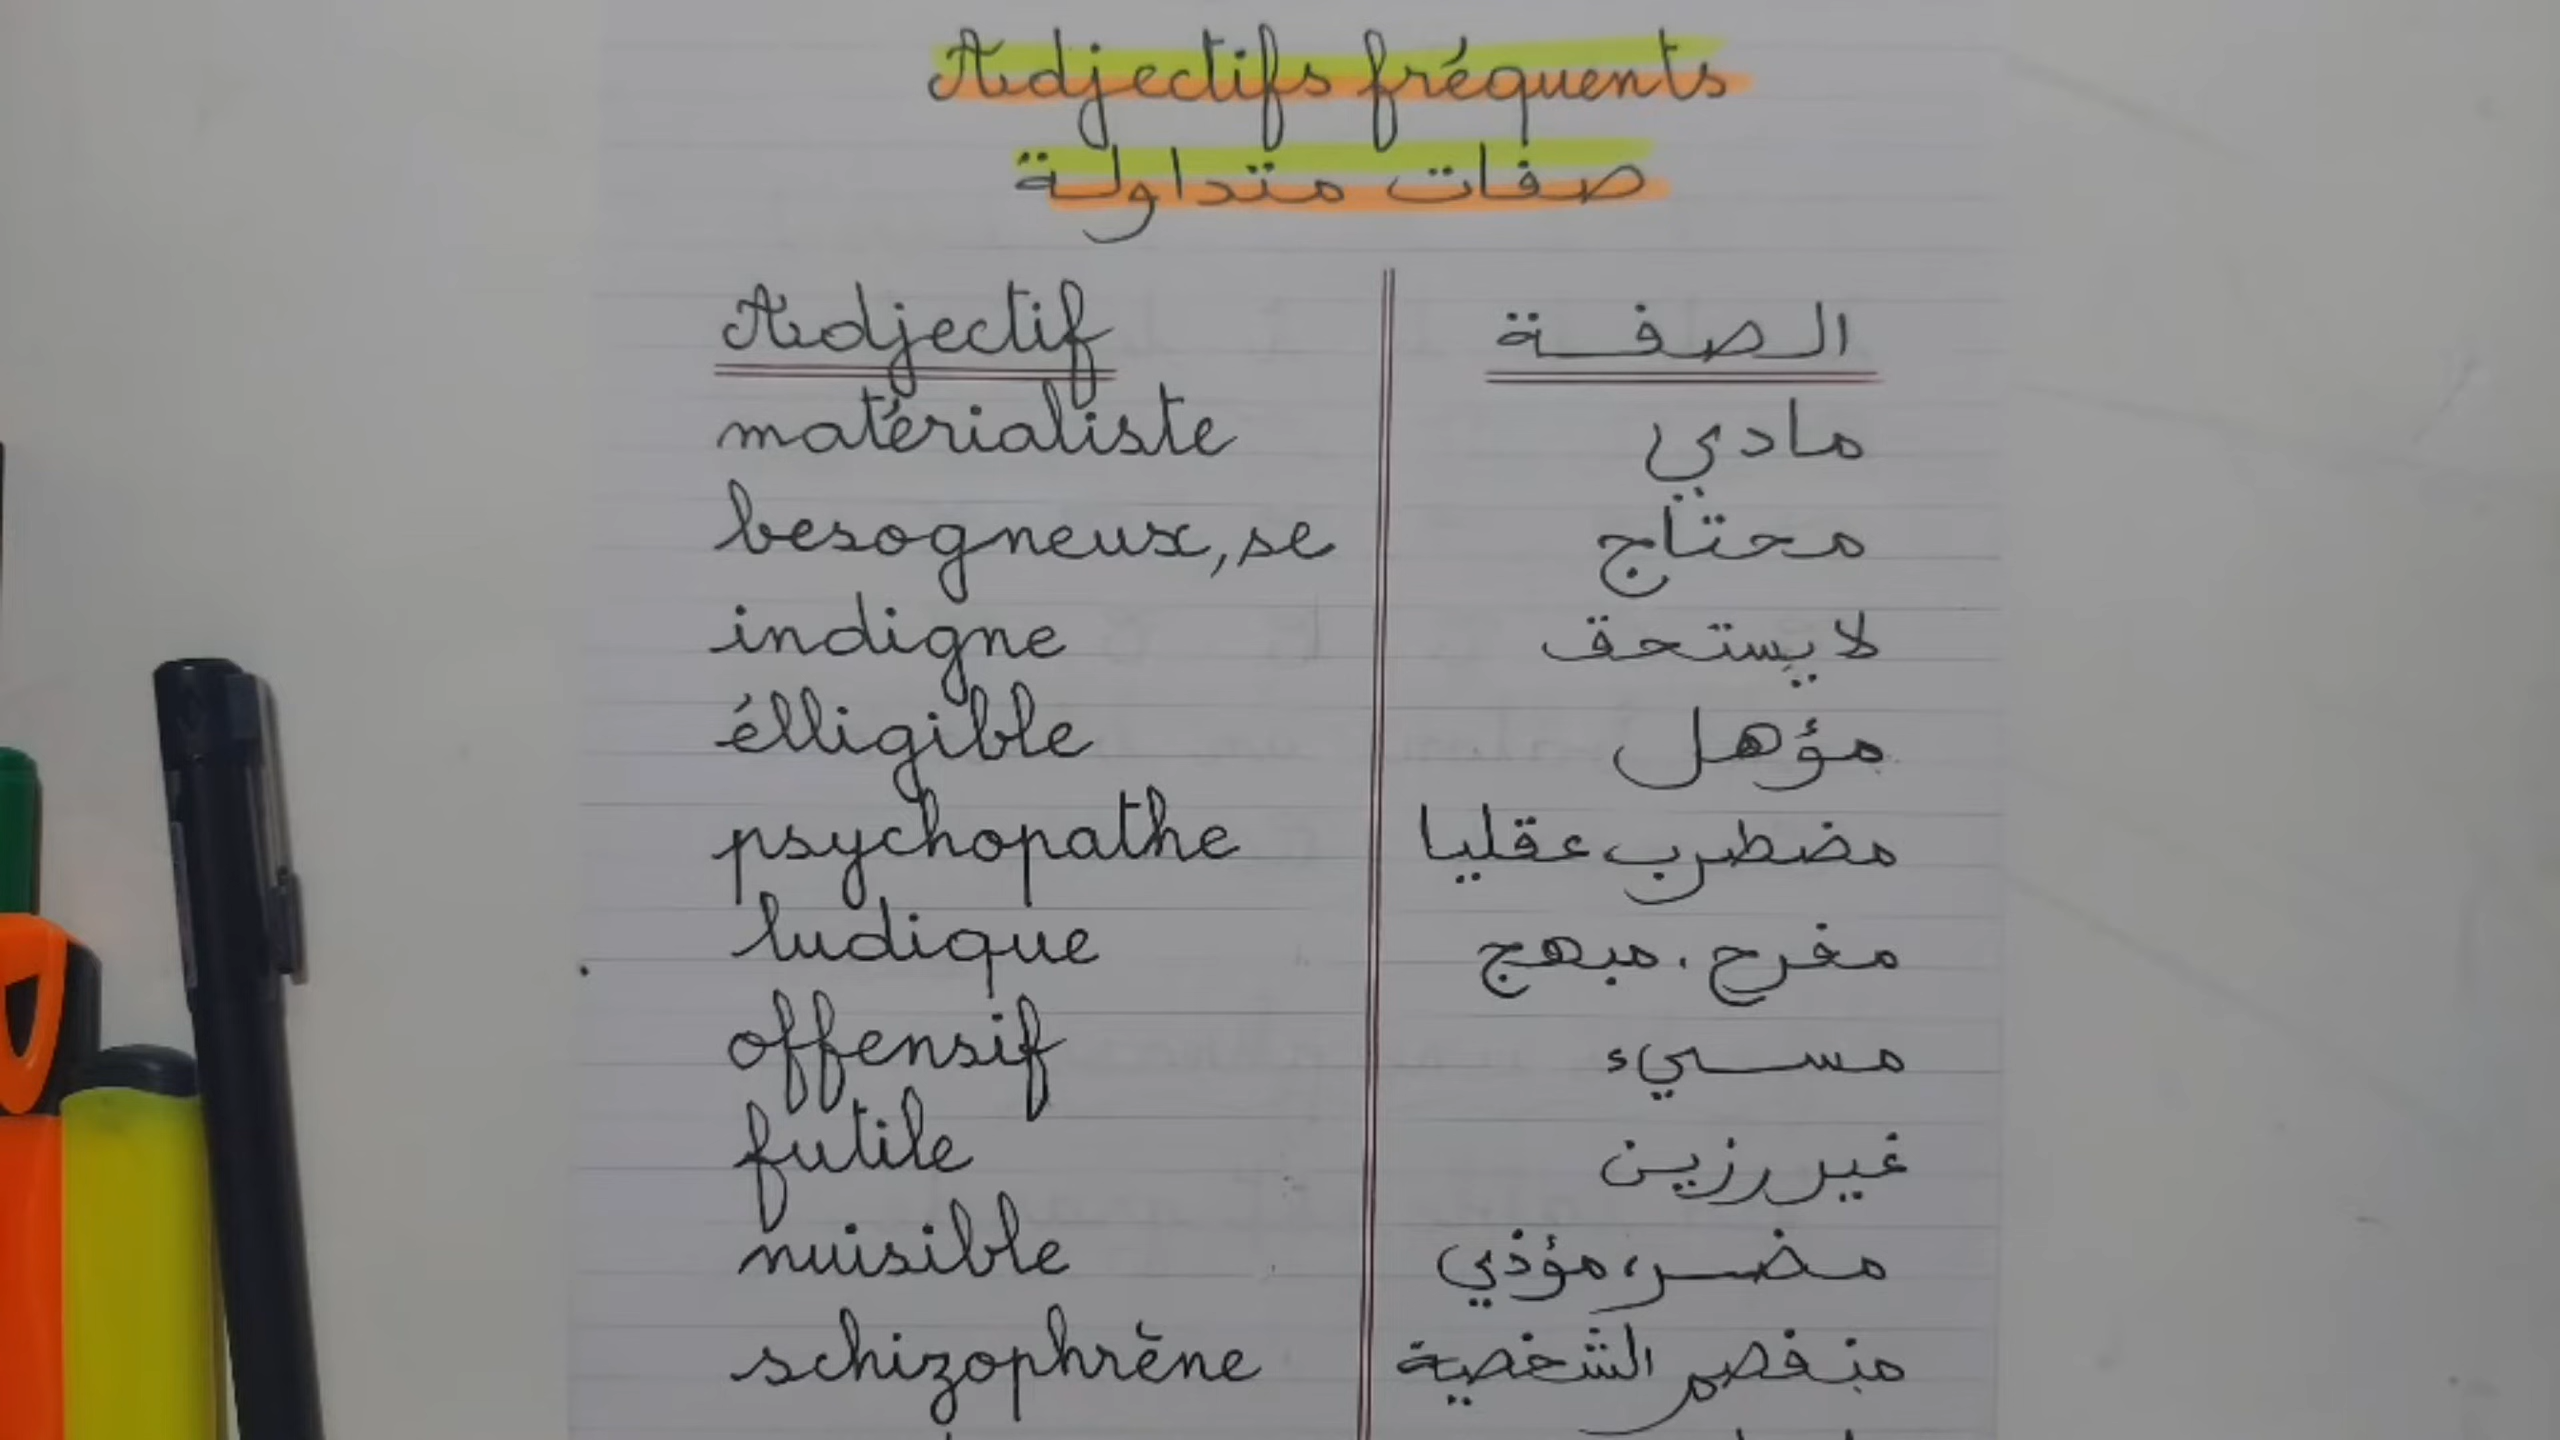 Adjectifs fréquents
صفات متداولة
Adjectif الصفة
matérialiste مادي
besogneux, se محتاج
indigne لا يستحق
élligible مؤهل
psychopathe مضطرب عقليا
ludique مفرح، مبهج
offensif مسيء
futile غير رزين
nuisible مضر، مؤذي
schizophrène منفصم الشخصية